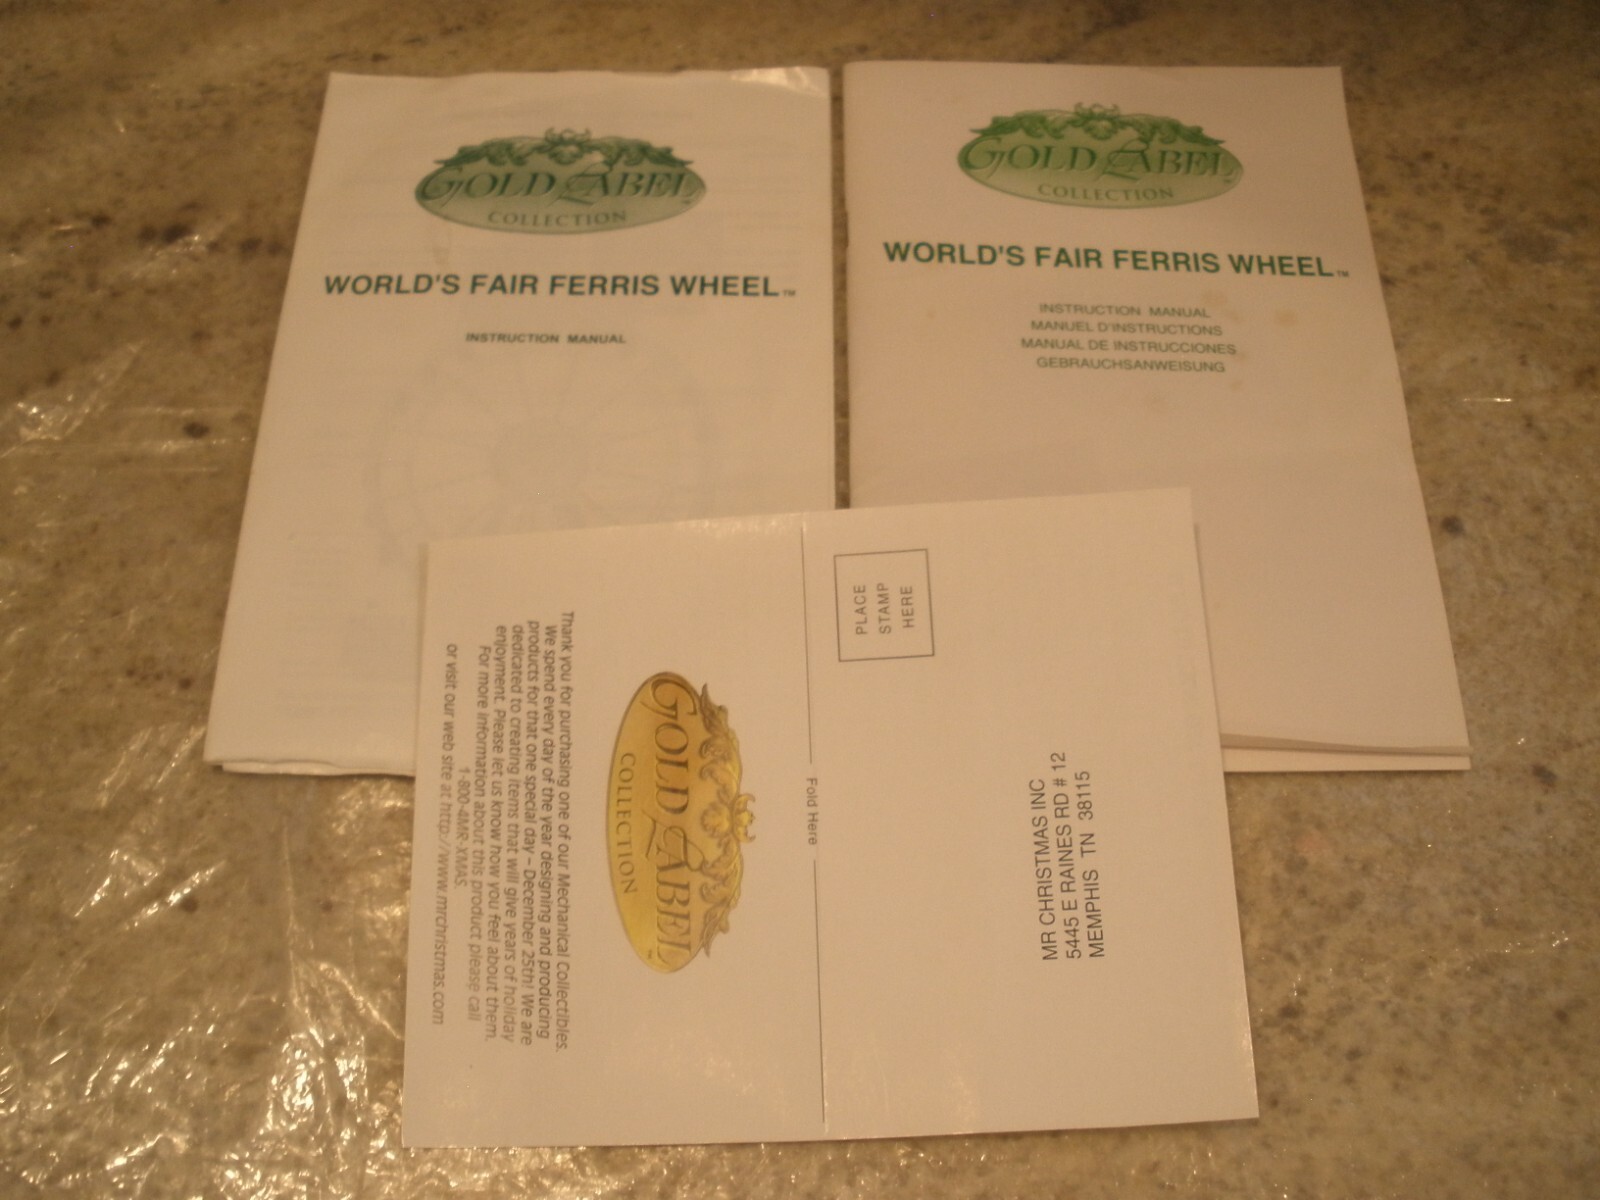 GOLD LABEL
COLLECTION
WORLD'S FAIR FERRIS WHEEL™
INSTRUCTION MANUAL
GOLD LABEL
COLLECTION
WORLD'S FAIR FERRIS WHEEL™
INSTRUCTION MANUAL
MANUEL D'INSTRUCTIONS
MANUAL DE INSTRUCCIONES
GEBRAUCHSANWEISUNG
GOLD LABEL™
COLLECTION
Thank you for purchasing one of our Mechanical Collectibles.
We spend every day of the year designing and producing
products for that one special day – December 25th! We are
dedicated to creating items that will give years of holiday
enjoyment. Please let us know how you feel about them.
For more information about this product please call
1-800-4MR-XMAS.
or visit our web site at http://www.mrchristmas.com
Fold Here
PLACE
STAMP
HERE
MR CHRISTMAS INC
5445 E RAINES RD # 12
MEMPHIS TN 38115